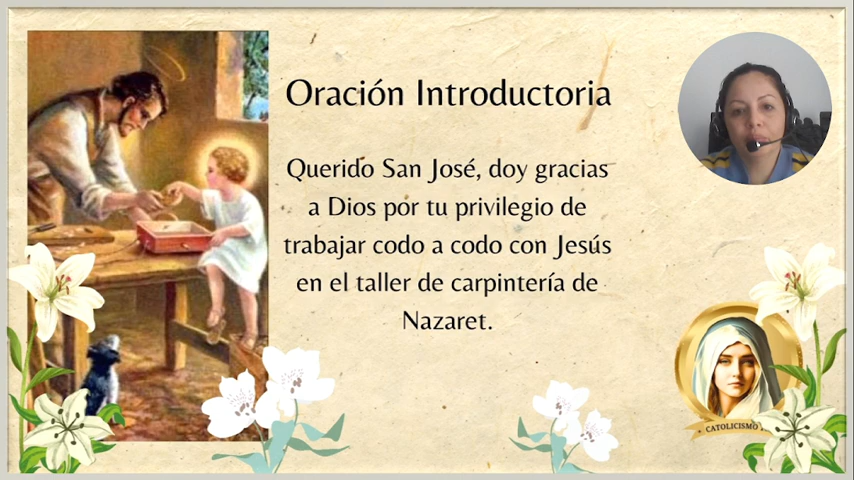 Oración Introductoria
Querido San José, doy gracias
a Dios por tu privilegio de
trabajar codo a codo con Jesús
en el taller de carpintería de
Nazaret.
CATOLICISMO